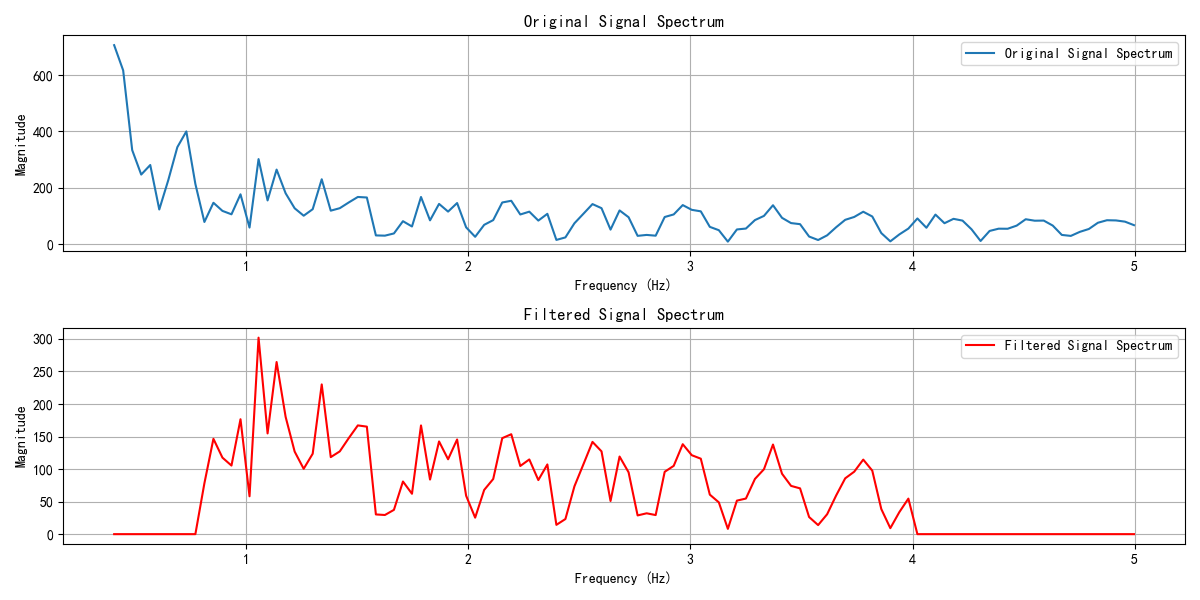 Original Signal Spectrum
Original Signal Spectrum
Magnitude
600
400
200
0
1 2 3 4 5
Frequency (Hz)
Filtered Signal Spectrum
Filtered Signal Spectrum
Magnitude
300
250
200
150
100
50
0
1 2 3 4 5
Frequency (Hz)